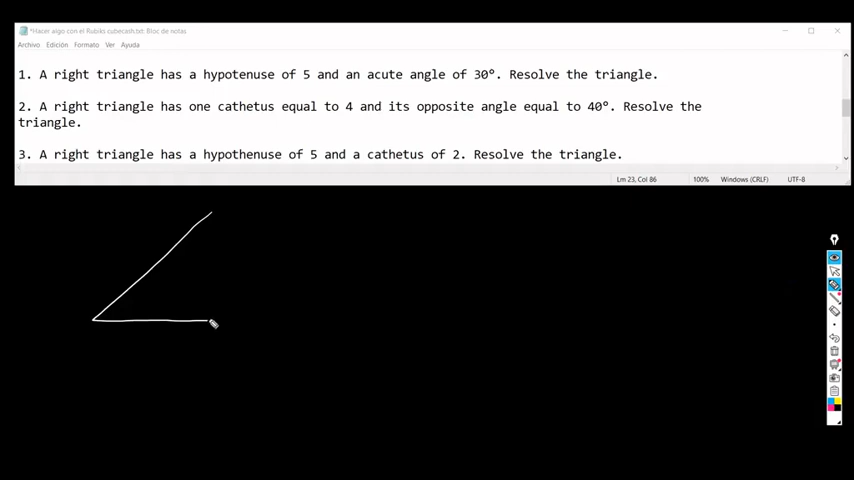 *Hacer algo con el Rubiks cubecash.txt: Bloc de notas
Archivo Edición Formato Ver Ayuda
1. A right triangle has a hypotenuse of 5 and an acute angle of 30º. Resolve the triangle.
2. A right triangle has one cathetus equal to 4 and its opposite angle equal to 40º. Resolve the
triangle.
3. A right triangle has a hypothenuse of 5 and a cathetus of 2. Resolve the triangle.
Lm 23, Col 86 100% Windows (CRLF) UTF-8